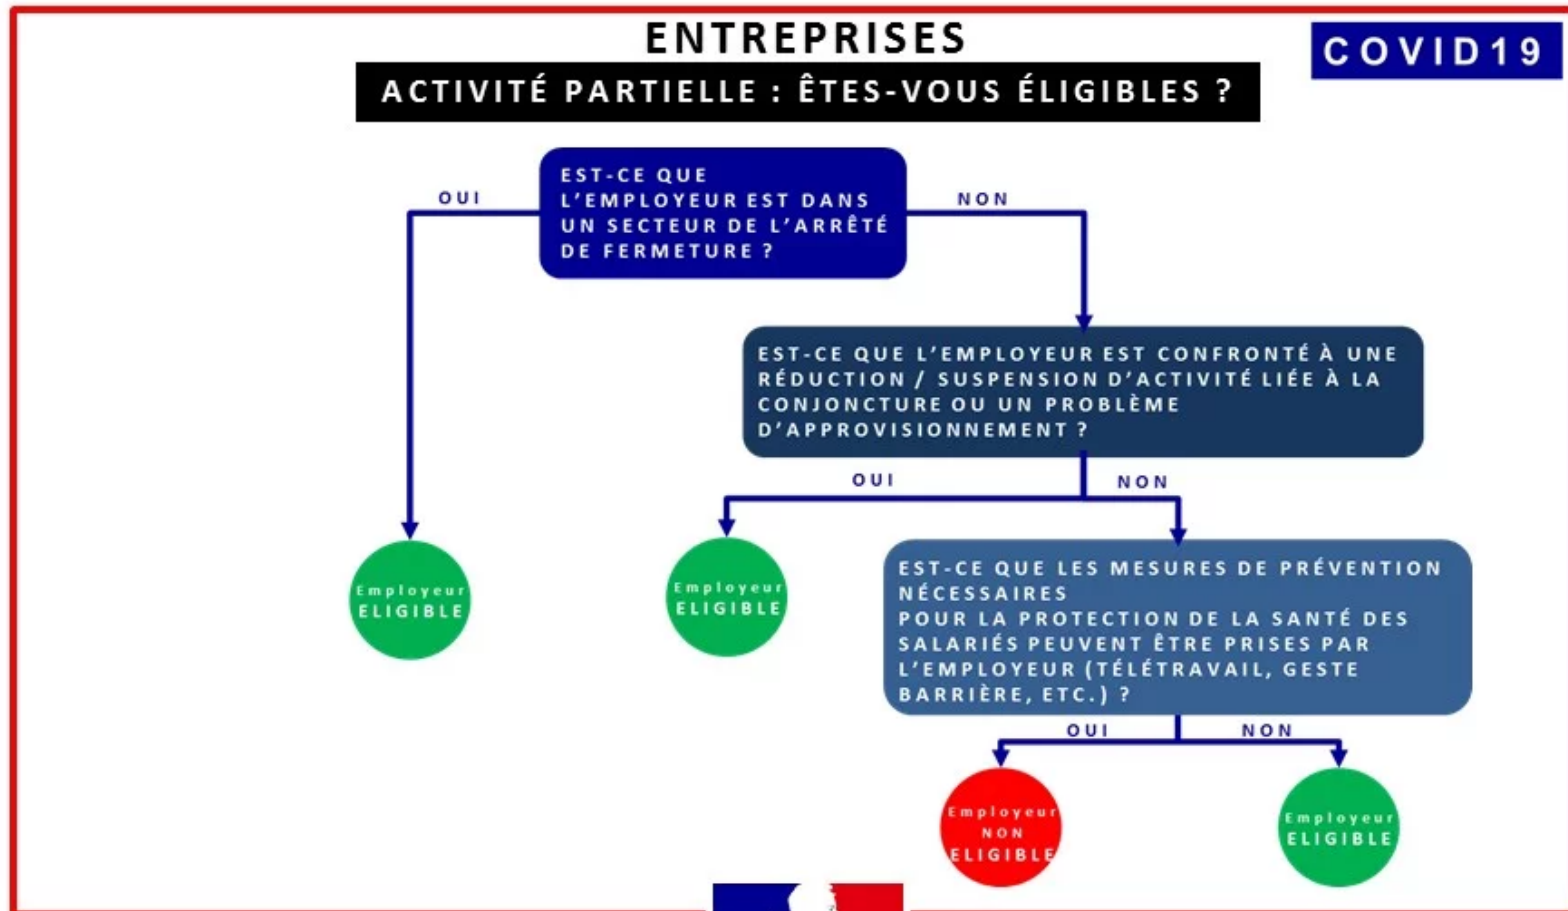 ENTREPRISES
COVID19
ACTIVITÉ PARTIELLE : ÊTES-VOUS ÉLIGIBLES ?
EST-CE QUE
L'EMPLOYEUR EST DANS
UN SECTEUR DE L'ARRÊTÉ
DE FERMETURE ?
OUI
NON
EST-CE QUE L'EMPLOYEUR EST CONFRONTÉ À UNE
RÉDUCTION / SUSPENSION D'ACTIVITÉ LIÉE À LA
CONJONCTURE OU UN PROBLÈME
D'APPROVISIONNEMENT ?
OUI
NON
Employeur
ELIGIBLE
Employeur
ELIGIBLE
EST-CE QUE LES MESURES DE PRÉVENTION
NÉCESSAIRES
POUR LA PROTECTION DE LA SANTÉ DES
SALARIÉS PEUVENT ÊTRE PRISES PAR
L'EMPLOYEUR (TÉLÉTRAVAIL, GESTE
BARRIÈRE, ETC.) ?
OUI
NON
Employeur
NON
ELIGIBLE
Employeur
ELIGIBLE